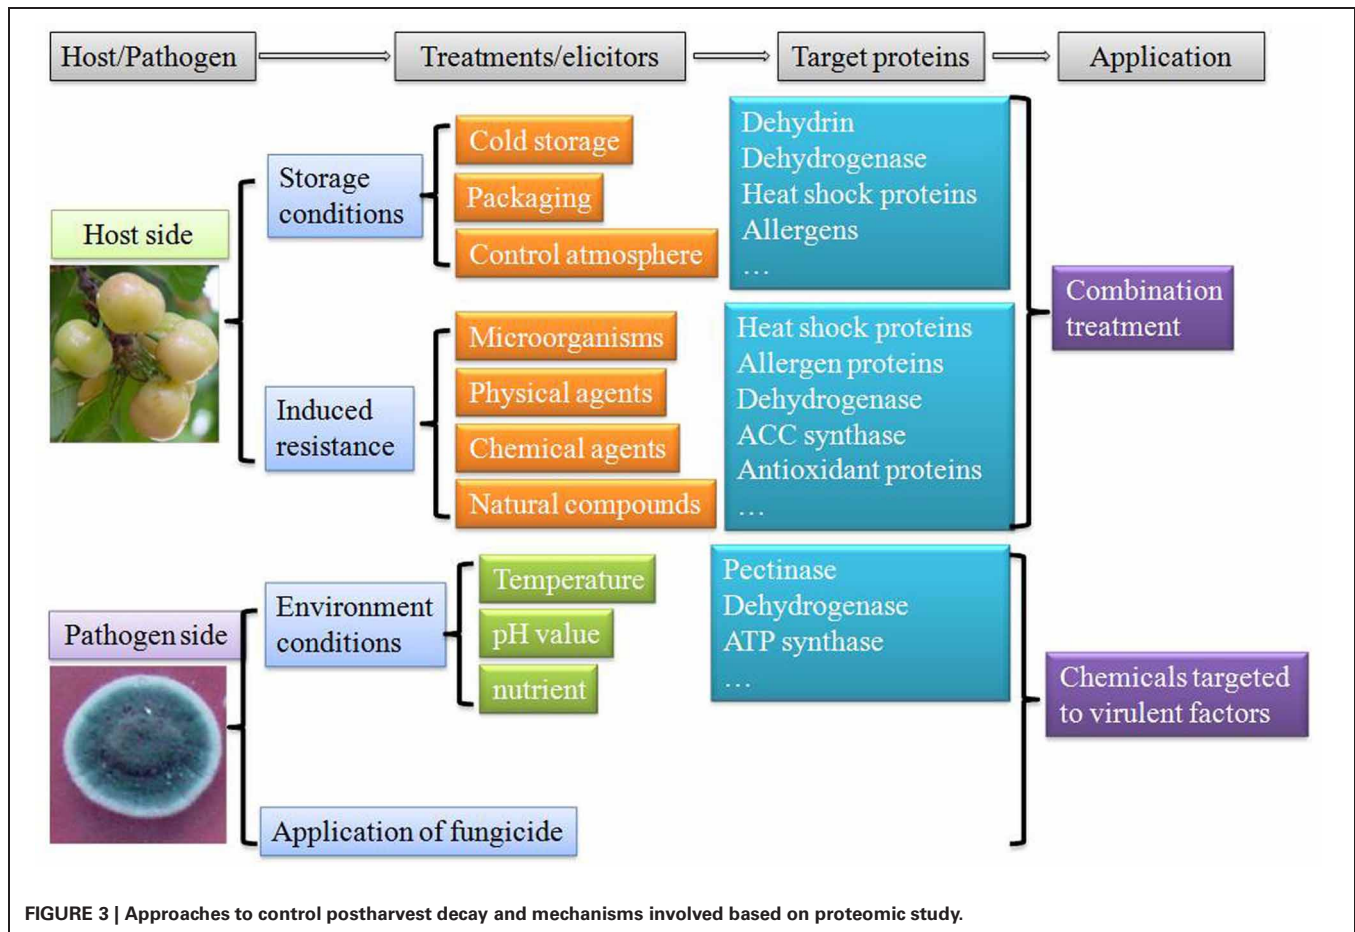 Host/Pathogen
Treatments/elicitors
Target proteins
Application
Host side
Storage
conditions
Cold storage
Packaging
Control atmosphere
Dehydrin
Dehydrogenase
Heat shock proteins
Allergens
…
Induced
resistance
Microorganisms
Physical agents
Chemical agents
Natural compounds
Heat shock proteins
Allergen proteins
Dehydrogenase
ACC synthase
Antioxidant proteins
…
Combination
treatment
Pathogen side
Environment
conditions
Temperature
pH value
nutrient
Pectinase
Dehydrogenase
ATP synthase
…
Application of fungicide
Chemicals targeted
to virulent factors
FIGURE 3 | Approaches to control postharvest decay and mechanisms involved based on proteomic study.